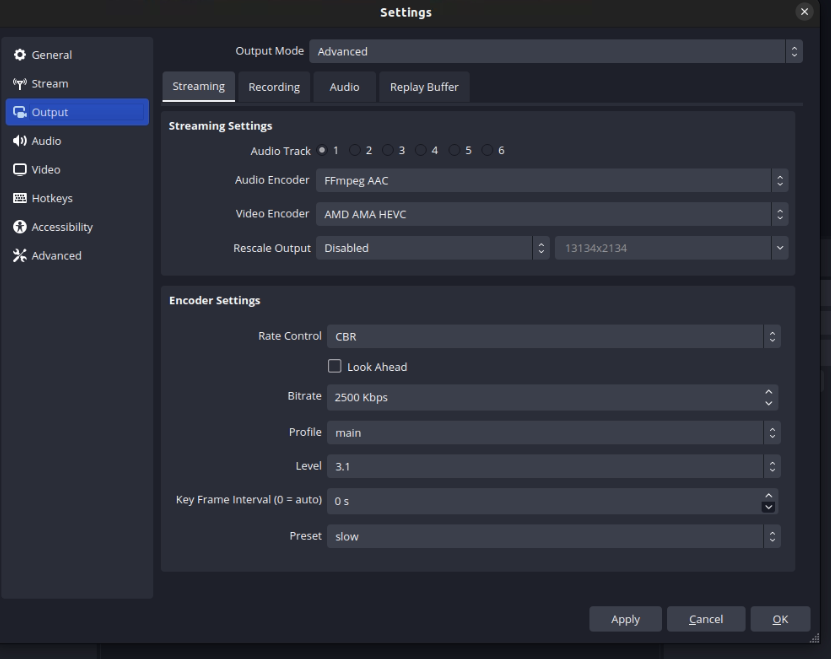 Settings
General
Stream
Output
Audio
Video
Hotkeys
Accessibility
Advanced
Output Mode Advanced
Streaming Recording Audio Replay Buffer
Streaming Settings
Audio Track 1 2 3 4 5 6
Audio Encoder FFmpeg AAC
Video Encoder AMD AMA HEVC
Rescale Output Disabled 13134x2134
Encoder Settings
Rate Control CBR
Look Ahead
Bitrate 2500 Kbps
Profile main
Level 3.1
Key Frame Interval (0 = auto) 0 s
Preset slow
Apply Cancel OK